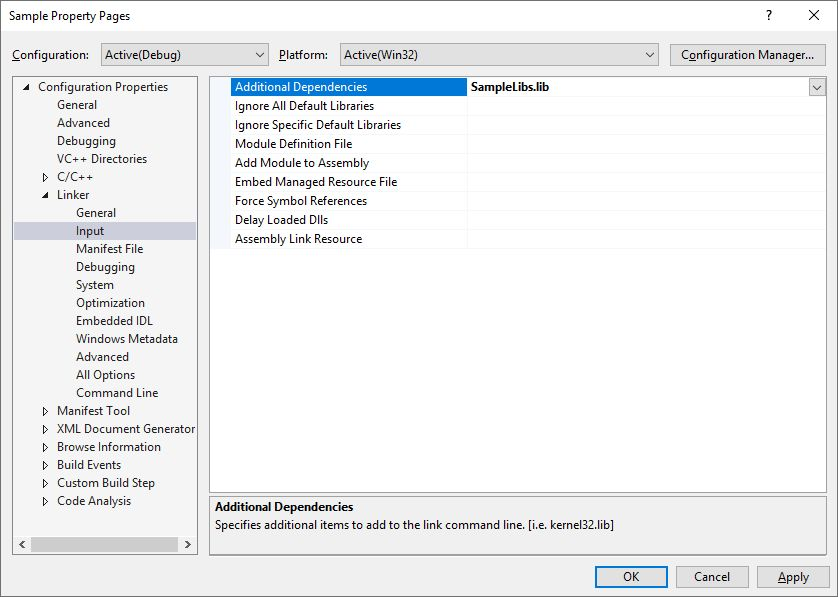 Sample Property Pages ?
Configuration: Active(Debug) Platform: Active(Win32) Configuration Manager...
Configuration Properties
General
Advanced
Debugging
VC++ Directories
C/C++
Linker
General
Input
Manifest File
Debugging
System
Optimization
Embedded IDL
Windows Metadata
Advanced
All Options
Command Line
Manifest Tool
XML Document Generator
Browse Information
Build Events
Custom Build Step
Code Analysis
Additional Dependencies SampleLibs.lib
Ignore All Default Libraries
Ignore Specific Default Libraries
Module Definition File
Add Module to Assembly
Embed Managed Resource File
Force Symbol References
Delay Loaded Dlls
Assembly Link Resource
Additional Dependencies
Specifies additional items to add to the link command line. [i.e. kernel32.lib]
OK Cancel Apply